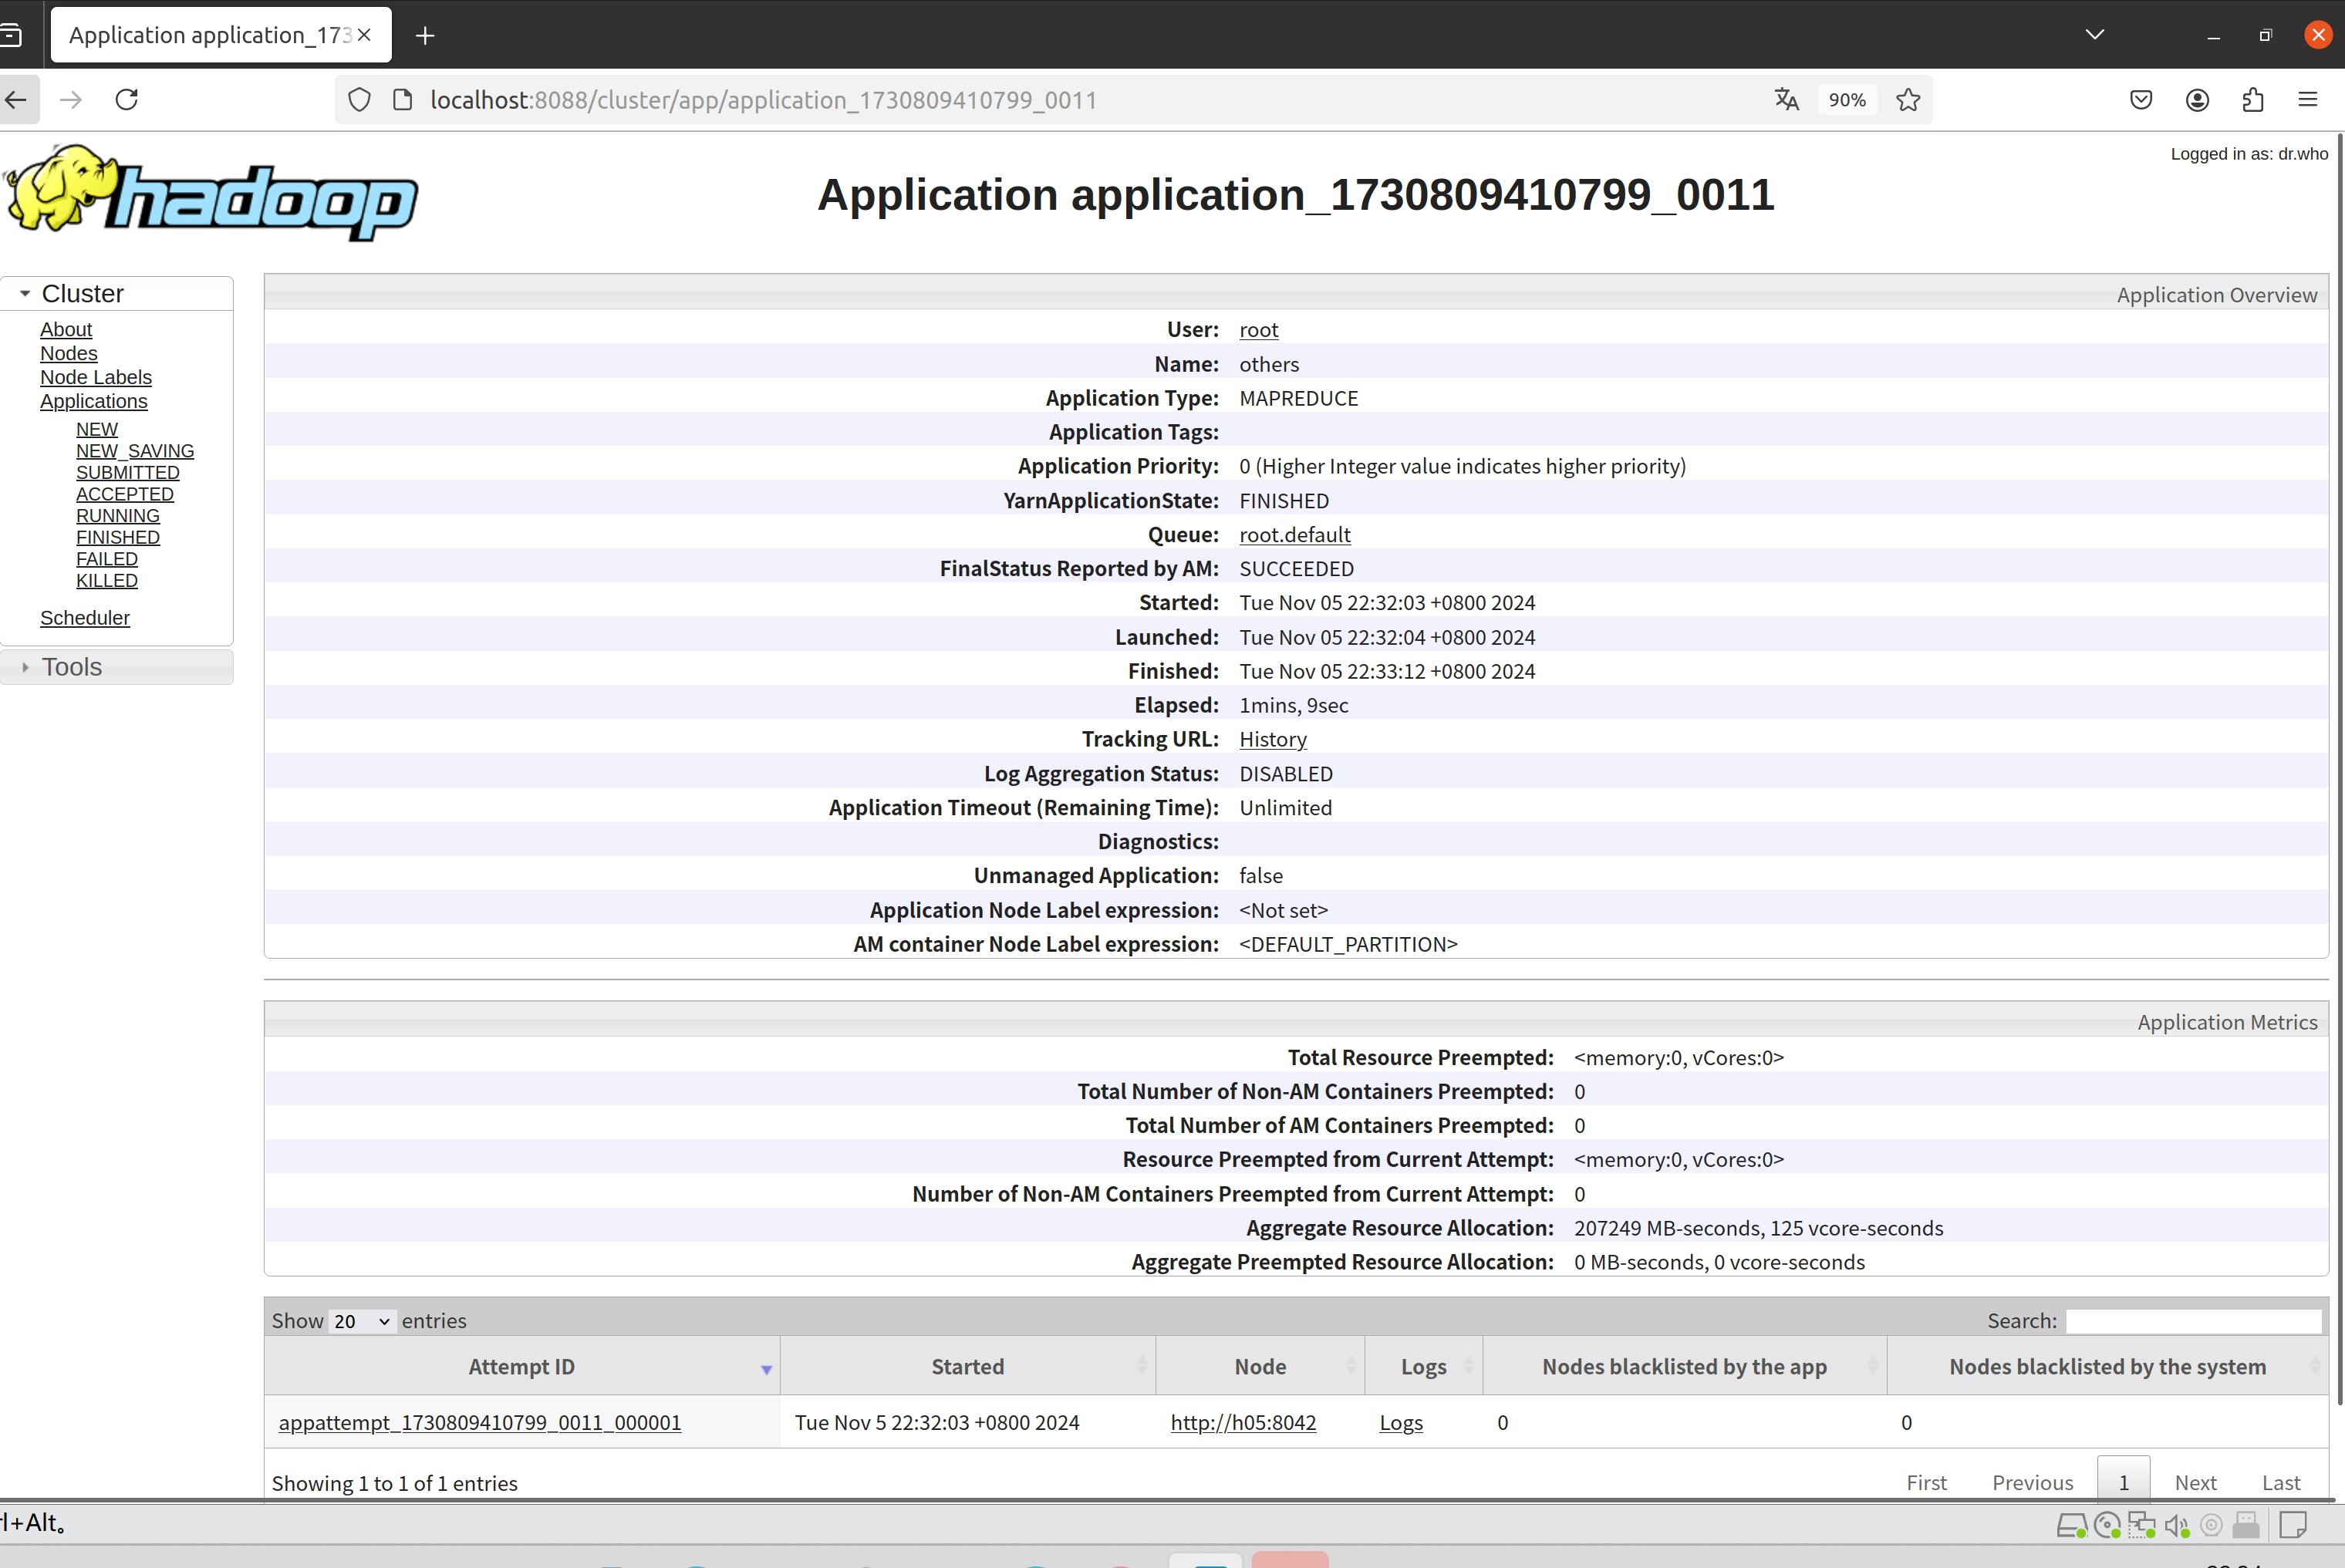 Application application_173
localhost:8088/cluster/app/application_1730809410799_0011
90%
Logged in as: dr.who
hadoop
Application application_1730809410799_0011
Cluster
About
Nodes
Node Labels
Applications
NEW
NEW_SAVING
SUBMITTED
ACCEPTED
RUNNING
FINISHED
FAILED
KILLED
Scheduler
Tools
Application Overview
User: root
Name: others
Application Type: MAPREDUCE
Application Tags:
Application Priority: 0 (Higher Integer value indicates higher priority)
YarnApplicationState: FINISHED
Queue: root.default
FinalStatus Reported by AM: SUCCEEDED
Started: Tue Nov 05 22:32:03 +0800 2024
Launched: Tue Nov 05 22:32:04 +0800 2024
Finished: Tue Nov 05 22:33:12 +0800 2024
Elapsed: 1mins, 9sec
Tracking URL: History
Log Aggregation Status: DISABLED
Application Timeout (Remaining Time): Unlimited
Diagnostics:
Unmanaged Application: false
Application Node Label expression: <Not set>
AM container Node Label expression: <DEFAULT_PARTITION>
Application Metrics
Total Resource Preempted: <memory:0, vCores:0>
Total Number of Non-AM Containers Preempted: 0
Total Number of AM Containers Preempted: 0
Resource Preempted from Current Attempt: <memory:0, vCores:0>
Number of Non-AM Containers Preempted from Current Attempt: 0
Aggregate Resource Allocation: 207249 MB-seconds, 125 vcore-seconds
Aggregate Preempted Resource Allocation: 0 MB-seconds, 0 vcore-seconds
Show 20 entries Search:
Attempt ID Started Node Logs Nodes blacklisted by the app Nodes blacklisted by the system
appattempt_1730809410799_0011_000001 Tue Nov 5 22:32:03 +0800 2024 http://h05:8042 Logs 0 0
Showing 1 to 1 of 1 entries First Previous 1 Next Last
l+Alt。